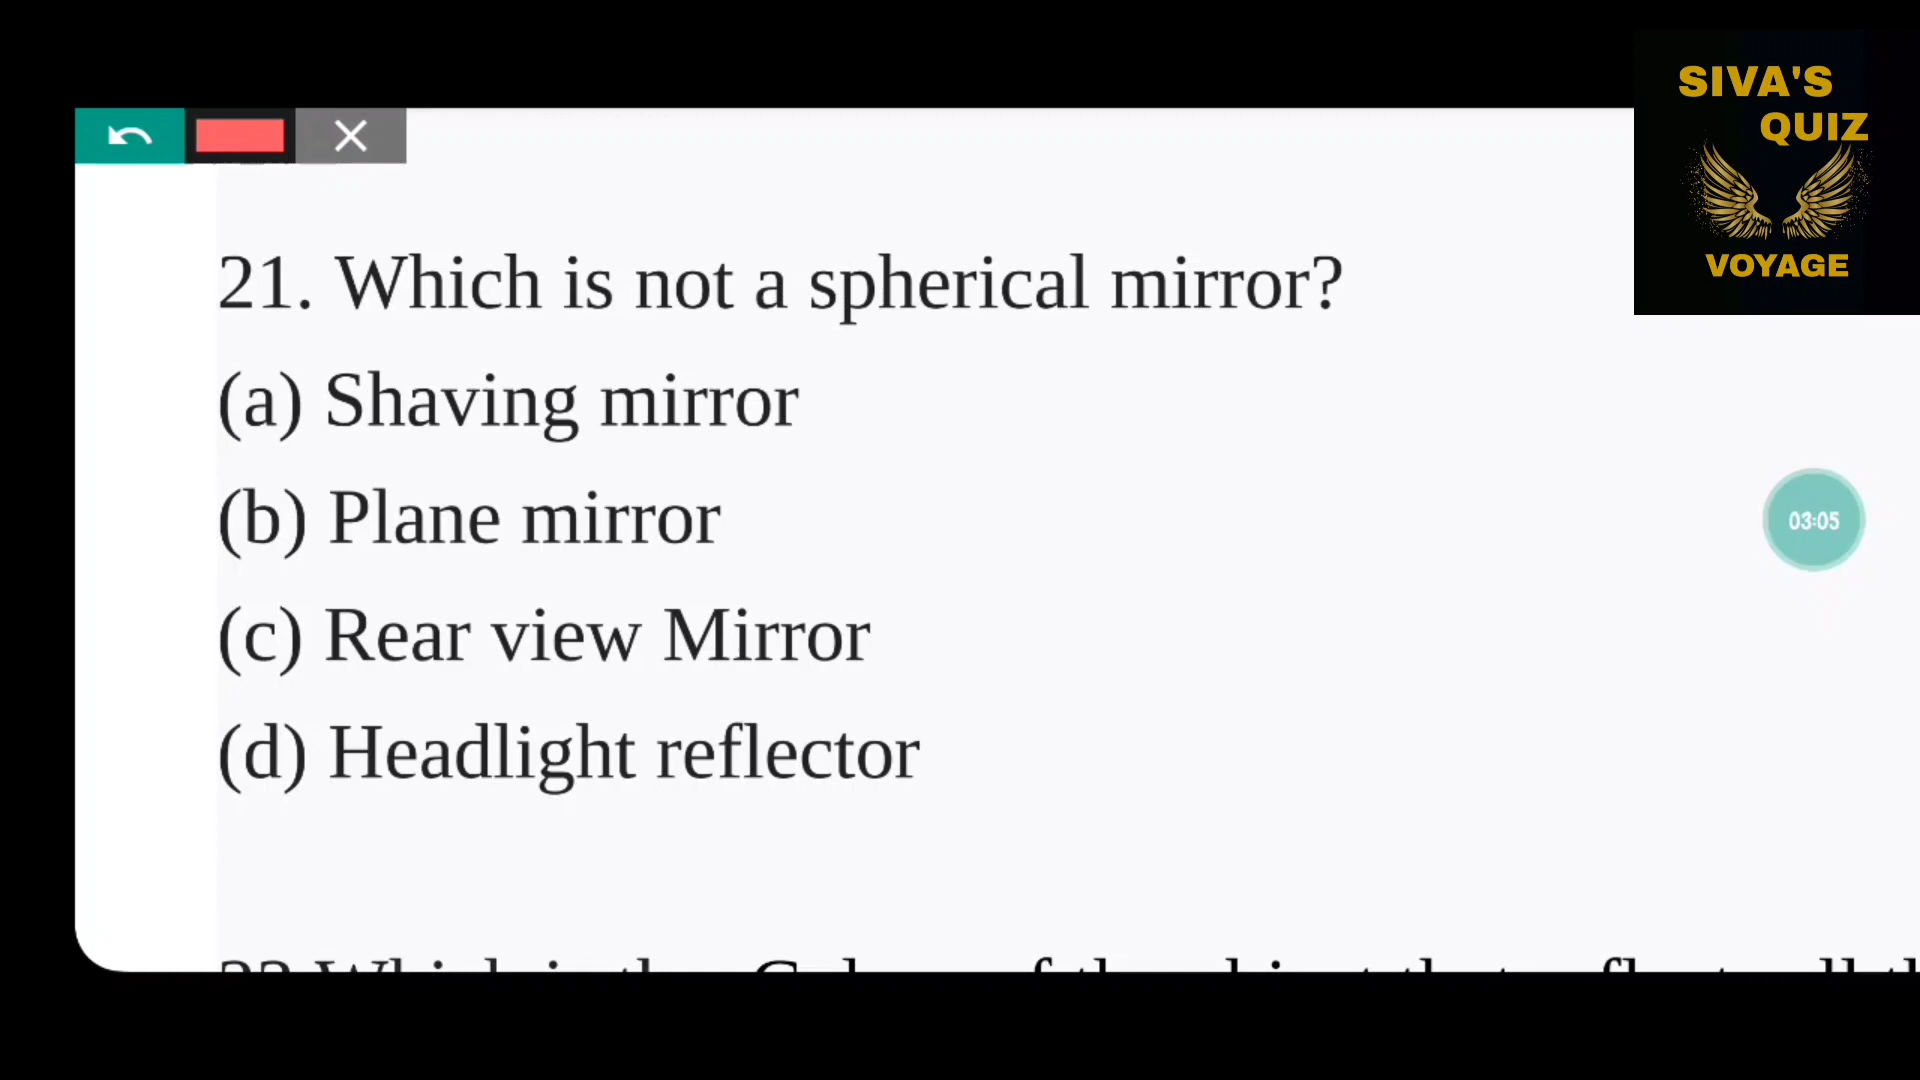 SIVA'S
QUIZ
VOYAGE
21. Which is not a spherical mirror?
(a) Shaving mirror
(b) Plane mirror
03:05
(c) Rear view Mirror
(d) Headlight reflector